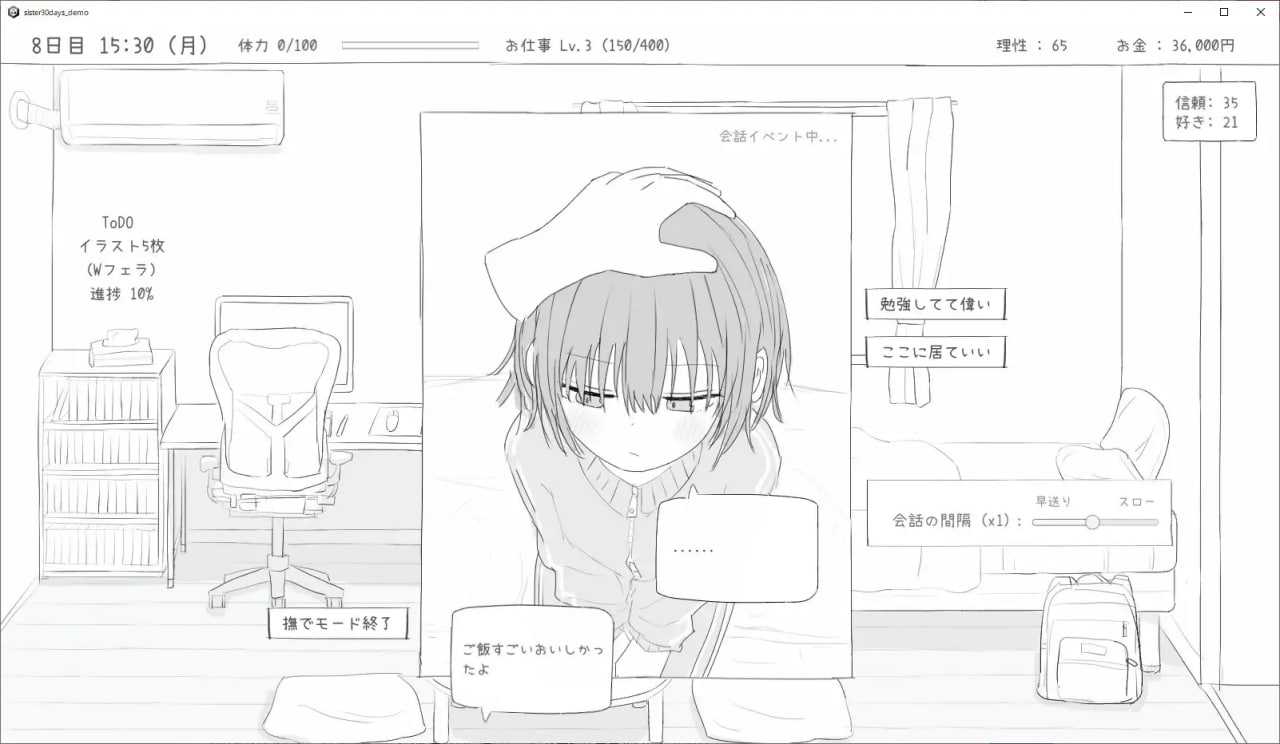 sister30days_demo
8日目 15:30 (月)
体力 0/100
お仕事 Lv.3 (150/400)
理性 : 65
お金 : 36,000円
信頼: 35
好き: 21
会話イベント中...
ToDO
イラスト5枚
(Wフェラ)
進捗 10%
勉強してて偉い
ここに居ていい
早送り
スロー
会話の間隔 (x1) :
......
撫でモード終了
ご飯すごいおいしかっ
たよ